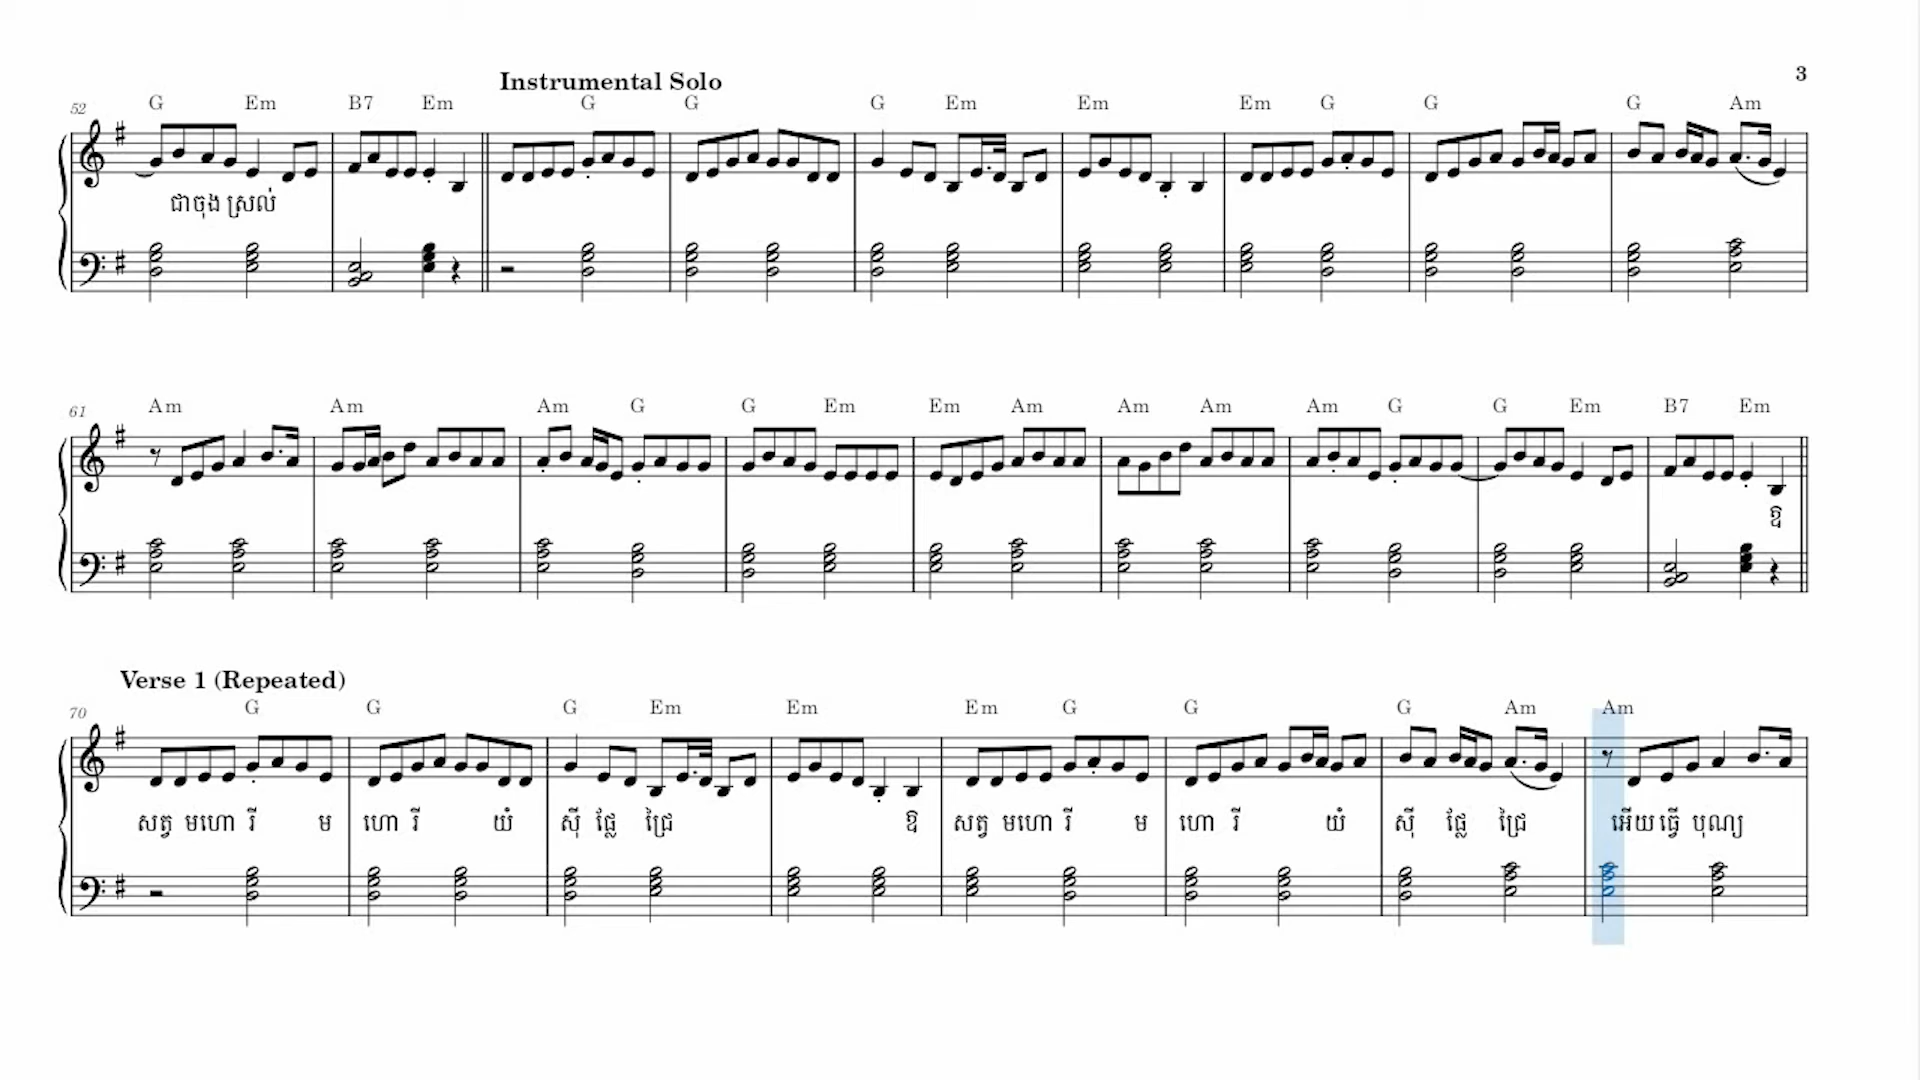 3
Instrumental Solo
52 G Em B7 Em G G G Em Em Em G G G Am
ជាចុង ស្រល់
61 Am Am Am G G Em Em Am Am Am Am G G Em B7 Em
ឱ
Verse 1 (Repeated)
70 G G G Em Em Em G G G Am Am
សត្វ មហោ រី ម ហោ រី យំ ស៊ី ផ្លែ ជ្រៃ ឱ សត្វ មហោ រី ម ហោ រី យំ ស៊ី ផ្លែ ជ្រៃ អើយ ធ្វើ បុណ្យ